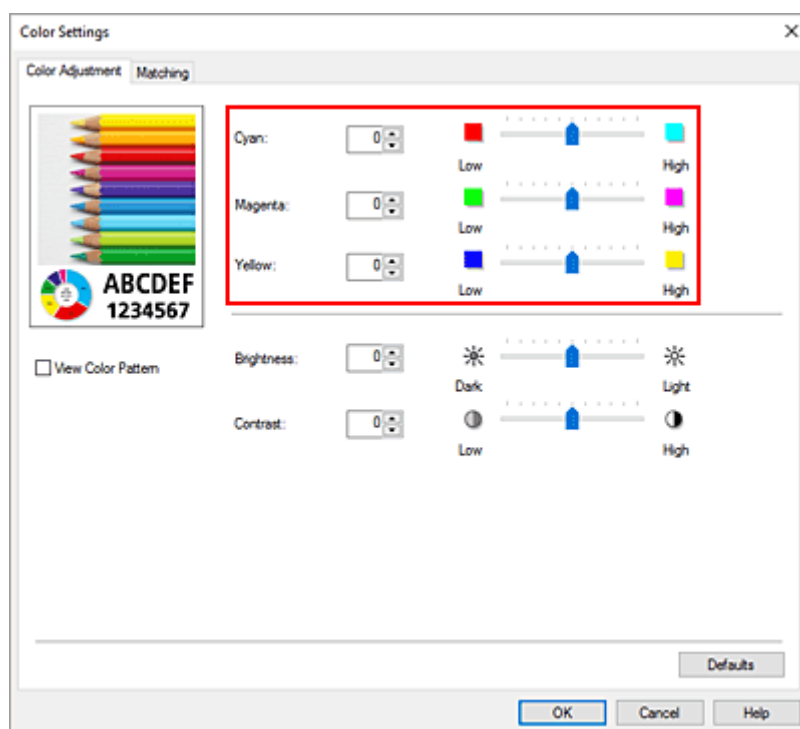 Color Settings
Color Adjustment Matching
Cyan: 0
Low High
Magenta: 0
Low High
Yellow: 0
Low High
ABCDEF
1234567
View Color Pattern
Brightness: 0
Dark Light
Contrast: 0
Low High
Defaults
OK Cancel Help